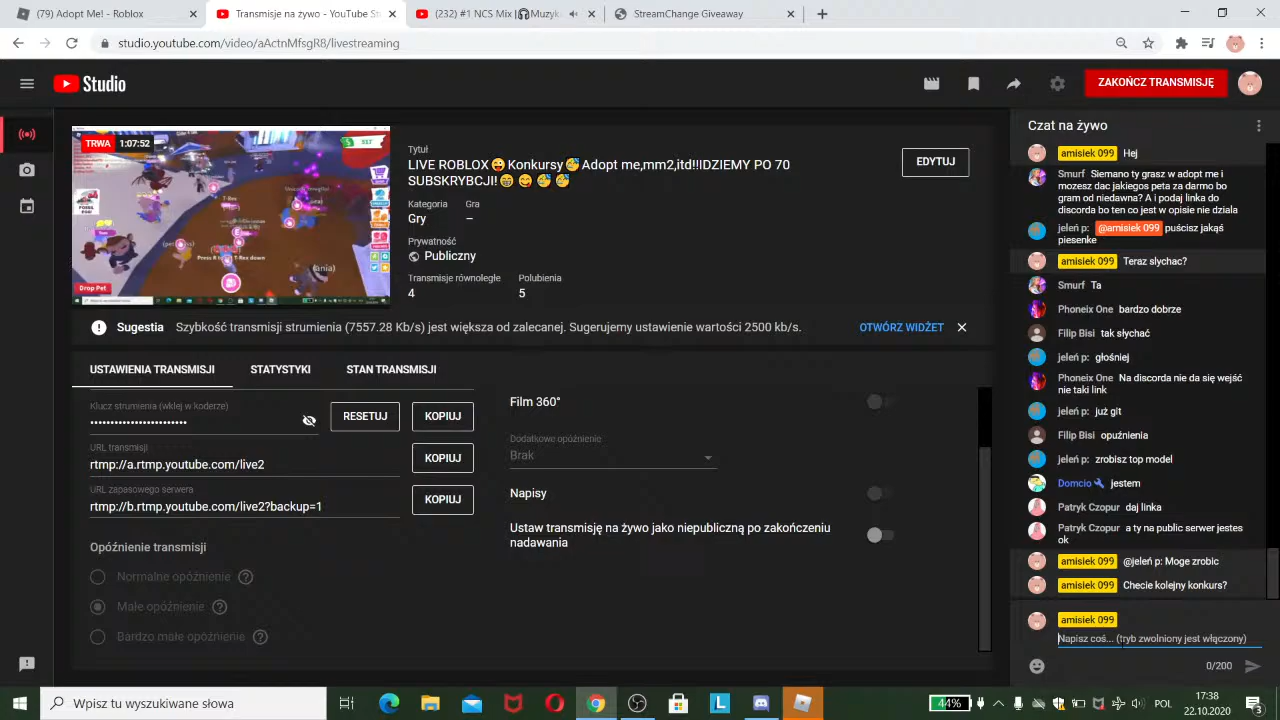 (79) Adopt Me! - Roblox
Transmisje na żywo - YouTube St
(232) #1 NCS Mix | Muzyk
StreamChange Giveaway
studio.youtube.com/video/aActnMfsgR8/livestreaming
Studio
ZAKOŃCZ TRANSMISJĘ
TRWA 1:07:52
Drop Pet
Tytuł
LIVE ROBLOX😜Konkursy🥳Adopt me,mm2,itd!!!IDZIEMY PO 70
SUBSKRYBCJI!😁 😋 🥳 🥳
EDYTUJ
Kategoria Gra
Gry –
Prywatność
Publiczny
Transmisje równoległe Polubienia
4 5
Sugestia Szybkość transmisji strumienia (7557.28 Kb/s) jest większa od zalecanej. Sugerujemy ustawienie wartości 2500 kb/s.
OTWÓRZ WIDŻET
USTAWIENIA TRANSMISJI STATYSTYKI STAN TRANSMISJI
Klucz strumienia (wklej w koderze)
••••••••••••••••••••••••
RESETUJ KOPIUJ
URL transmisji
rtmp://a.rtmp.youtube.com/live2
KOPIUJ
URL zapasowego serwera
rtmp://b.rtmp.youtube.com/live2?backup=1
KOPIUJ
Opóźnienie transmisji
Normalne opóźnienie
Małe opóźnienie
Bardzo małe opóźnienie
Film 360°
Dodatkowe opóźnienie
Brak
Napisy
Ustaw transmisję na żywo jako niepubliczną po zakończeniu
nadawania
Czat na żywo
amisiek 099 Hej
Smurf Siemano ty grasz w adopt me i
mozesz dac jakiegos peta za darmo bo
gram od niedawna? A i podaj linka do
discorda bo ten co jest w opisie nie dziala
jeleń p: @amisiek 099 puścisz jakąś
piesenke
amisiek 099 Teraz slychac?
Smurf Ta
Phoneix One bardzo dobrze
Filip Bisi tak słychać
jeleń p: głośniej
Phoneix One Na discorda nie da się wejść
nie taki link
jeleń p: już git
Filip Bisi opuźnienia
jeleń p: zrobisz top model
Domcio jestem
Patryk Czopur daj linka
Patryk Czopur a ty na public serwer jestes
ok
amisiek 099 @jeleń p: Moge zrobic
amisiek 099 Checie kolejny konkurs?
amisiek 099
Napisz coś... (tryb zwolniony jest włączony)
0/200
Wpisz tu wyszukiwane słowa
44%
POL
17:38
22.10.2020
3